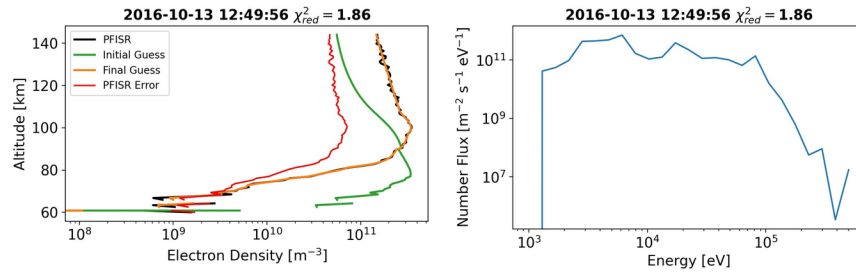 2016-10-13 12:49:56 χ²red = 1.86
140
120
100
80
60
Altitude [km]
PFISR
Initial Guess
Final Guess
PFISR Error
10⁸ 10⁹ 10¹⁰ 10¹¹
Electron Density [m⁻³]
2016-10-13 12:49:56 χ²red = 1.86
10¹¹
10⁹
10⁷
Number Flux [m⁻² s⁻¹ eV⁻¹]
10³ 10⁴ 10⁵
Energy [eV]